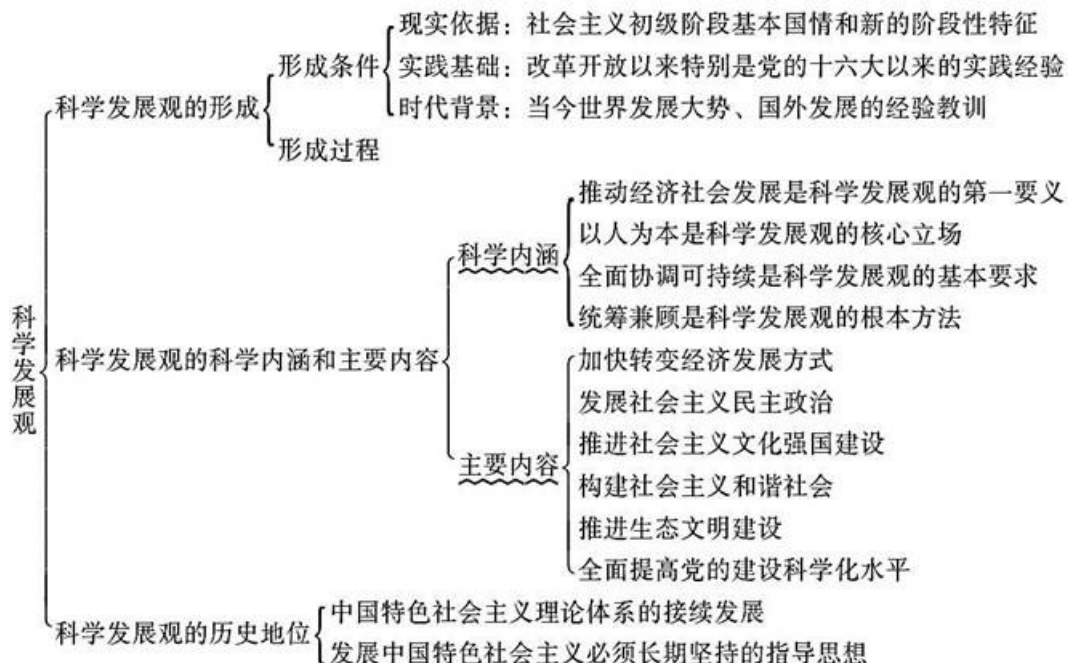 科学发展观
科学发展观的形成
形成条件
现实依据：社会主义初级阶段基本国情和新的阶段性特征
实践基础：改革开放以来特别是党的十六大以来的实践经验
时代背景：当今世界发展大势、国外发展的经验教训
形成过程
科学发展观的科学内涵和主要内容
科学内涵
推动经济社会发展是科学发展观的第一要义
以人为本是科学发展观的核心立场
全面协调可持续是科学发展观的基本要求
统筹兼顾是科学发展观的根本方法
主要内容
加快转变经济发展方式
发展社会主义民主政治
推进社会主义文化强国建设
构建社会主义和谐社会
推进生态文明建设
全面提高党的建设科学化水平
科学发展观的历史地位
中国特色社会主义理论体系的接续发展
发展中国特色社会主义必须长期坚持的指导思想